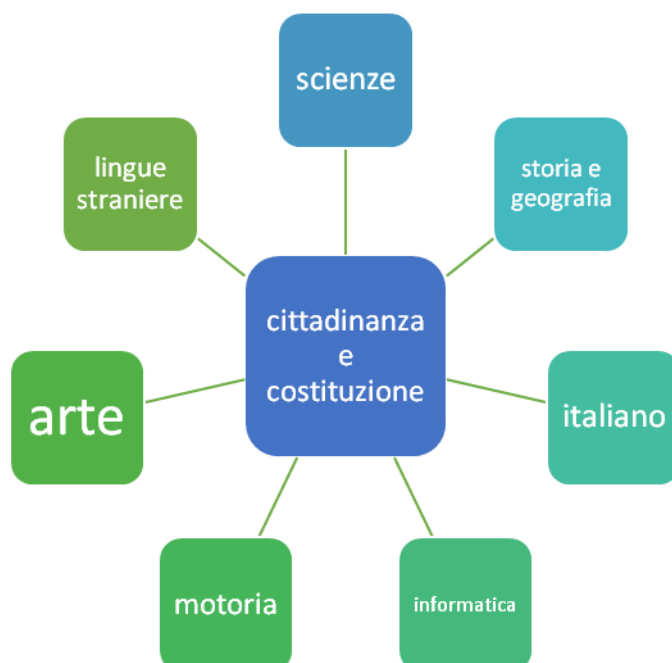 scienze
lingue
straniere
storia e
geografia
cittadinanza
e
costituzione
arte
italiano
motoria
informatica